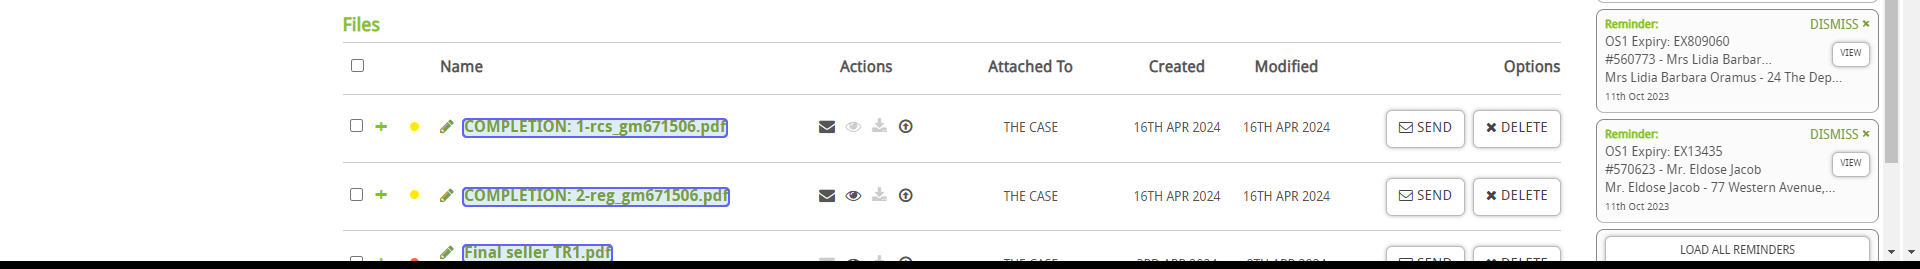 Files
Name Actions Attached To Created Modified Options
COMPLETION: 1-rcs_gm671506.pdf THE CASE 16TH APR 2024 16TH APR 2024 SEND DELETE
COMPLETION: 2-reg_gm671506.pdf THE CASE 16TH APR 2024 16TH APR 2024 SEND DELETE
Final seller TR1.pdf
Reminder: DISMISS ×
OS1 Expiry: EX809060
#560773 - Mrs Lidia Barbar...
VIEW
Mrs Lidia Barbara Oramus - 24 The Dep...
11th Oct 2023
Reminder: DISMISS ×
OS1 Expiry: EX13435
#570623 - Mr. Eldose Jacob
VIEW
Mr. Eldose Jacob - 77 Western Avenue,...
11th Oct 2023
LOAD ALL REMINDERS